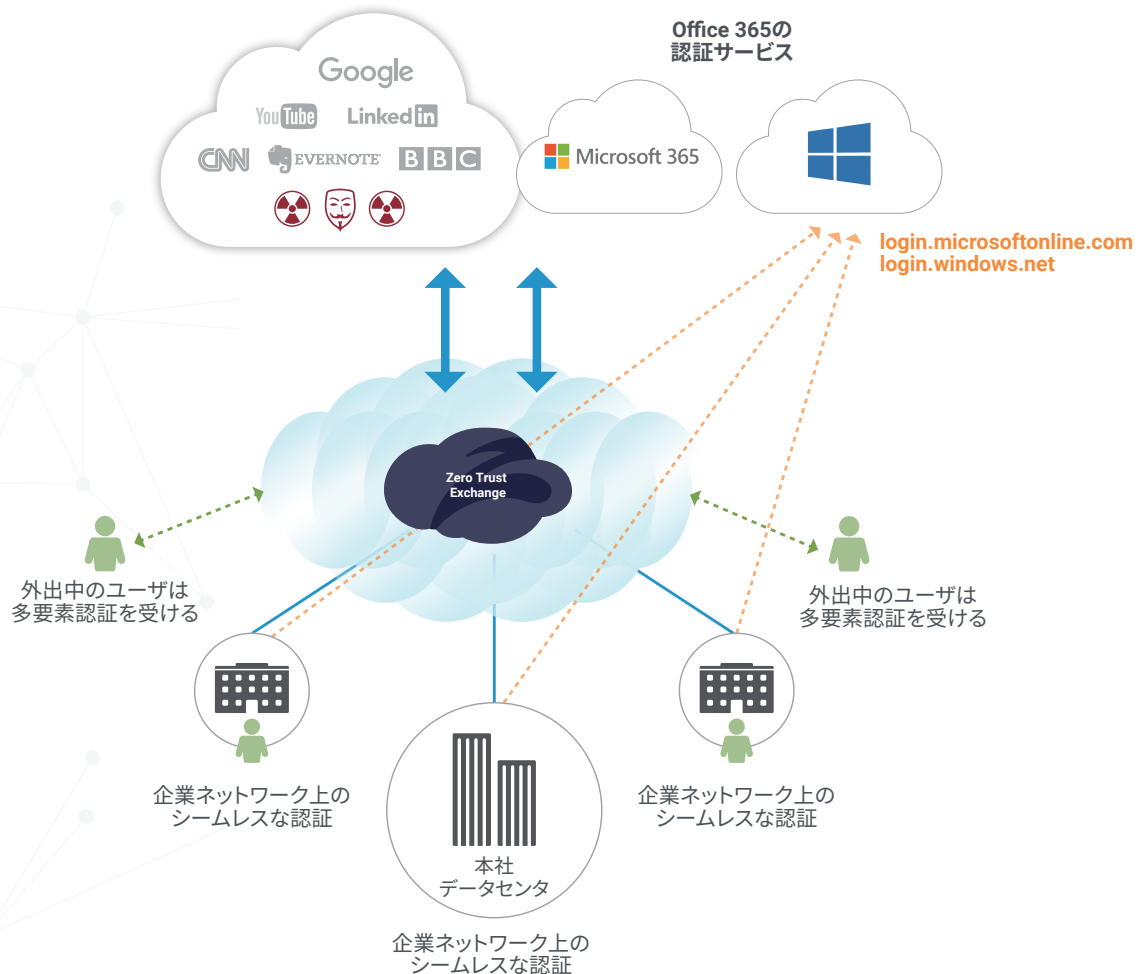 Office 365の
認証サービス
Google
YouTube
Linked in
CNN
EVERNOTE
BBC
Microsoft 365
login.microsoftonline.com
login.windows.net
Zero Trust
Exchange
外出中のユーザは
多要素認証を受ける
外出中のユーザは
多要素認証を受ける
企業ネットワーク上の
シームレスな認証
企業ネットワーク上の
シームレスな認証
本社
データセンタ
企業ネットワーク上の
シームレスな認証